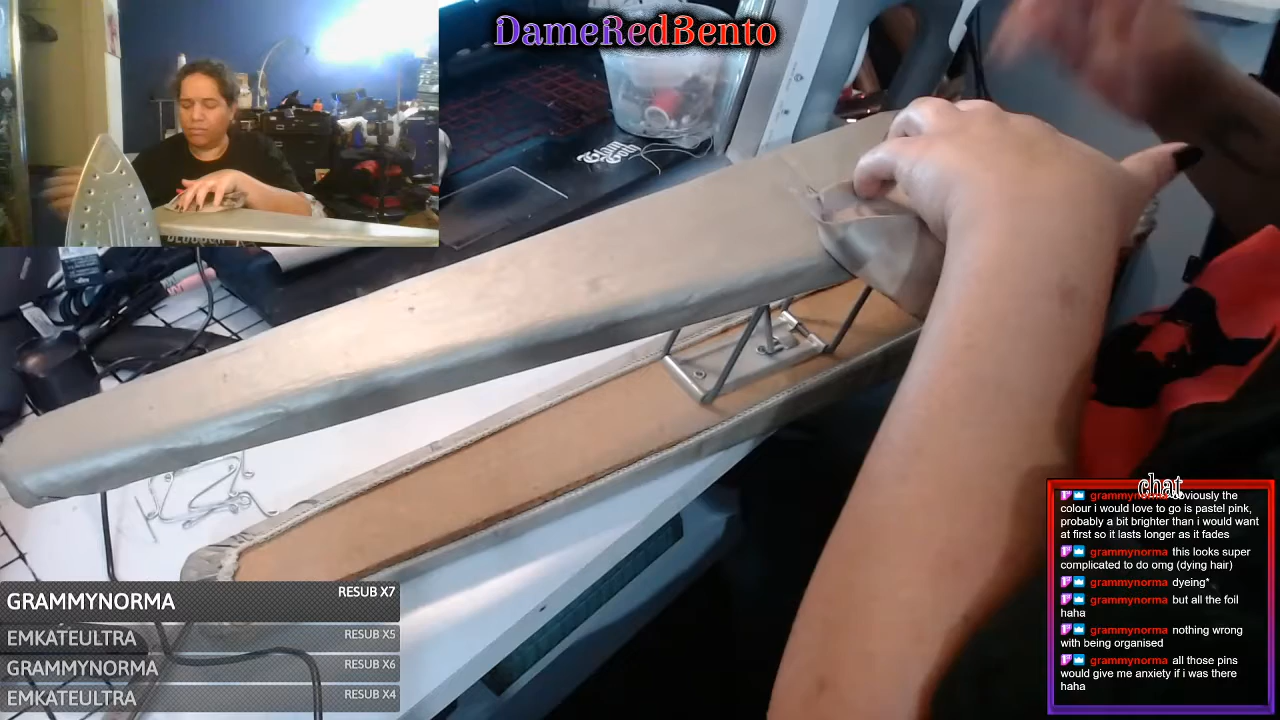 DameRedBento
Glam
Goth
chat
grammynorma obviously the
colour i would love to go is pastel pink,
probably a bit brighter than i would want
at first so it lasts longer as it fades
grammynorma this looks super
complicated to do omg (dying hair)
grammynorma dyeing*
grammynorma but all the foil
haha
grammynorma nothing wrong
with being organised
grammynorma all those pins
would give me anxiety if i was there
haha
GRAMMYNORMA RESUB X7
EMKATEULTRA RESUB X5
GRAMMYNORMA RESUB X6
EMKATEULTRA RESUB X4